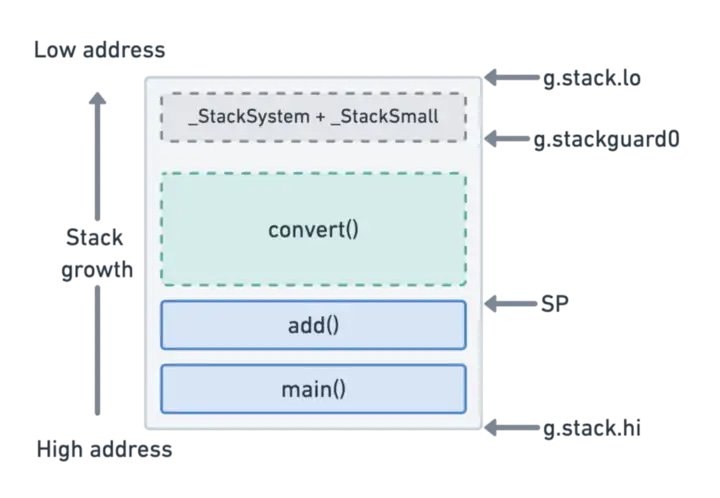 Low address
g.stack.lo
_StackSystem + _StackSmall
g.stackguard0
convert()
Stack
growth
SP
add()
main()
g.stack.hi
High address